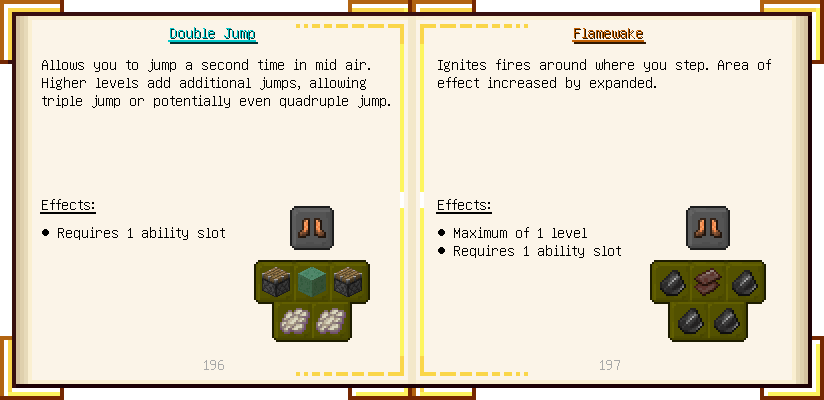 Double Jump
Allows you to jump a second time in mid air.
Higher levels add additional jumps, allowing
triple jump or potentially even quadruple jump.
Effects:
● Requires 1 ability slot
196
Flamewake
Ignites fires around where you step. Area of
effect increased by expanded.
Effects:
● Maximum of 1 level
● Requires 1 ability slot
197